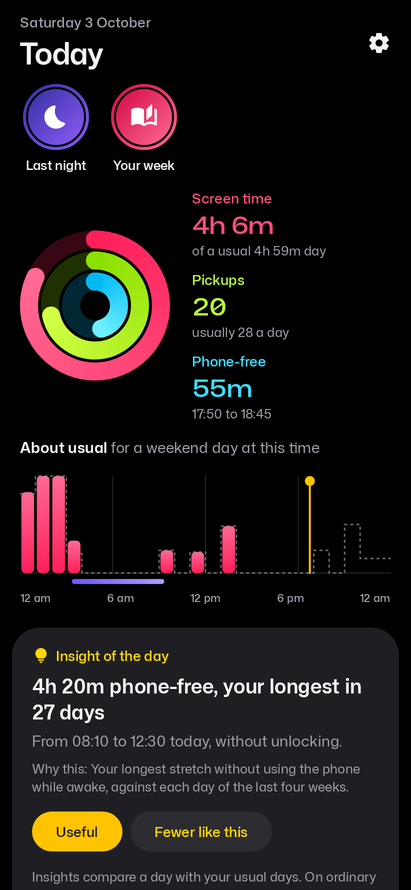 Saturday 3 October
Today
Last night
Your week
Screen time
4h 6m
of a usual 4h 59m day
Pickups
20
usually 28 a day
Phone-free
55m
17:50 to 18:45
About usual for a weekend day at this time
12 am
6 am
12 pm
6 pm
12 am
Insight of the day
4h 20m phone-free, your longest in
27 days
From 08:10 to 12:30 today, without unlocking.
Why this: Your longest stretch without using the phone
while awake, against each day of the last four weeks.
Useful
Fewer like this
Insights compare a day with your usual days. On ordinary